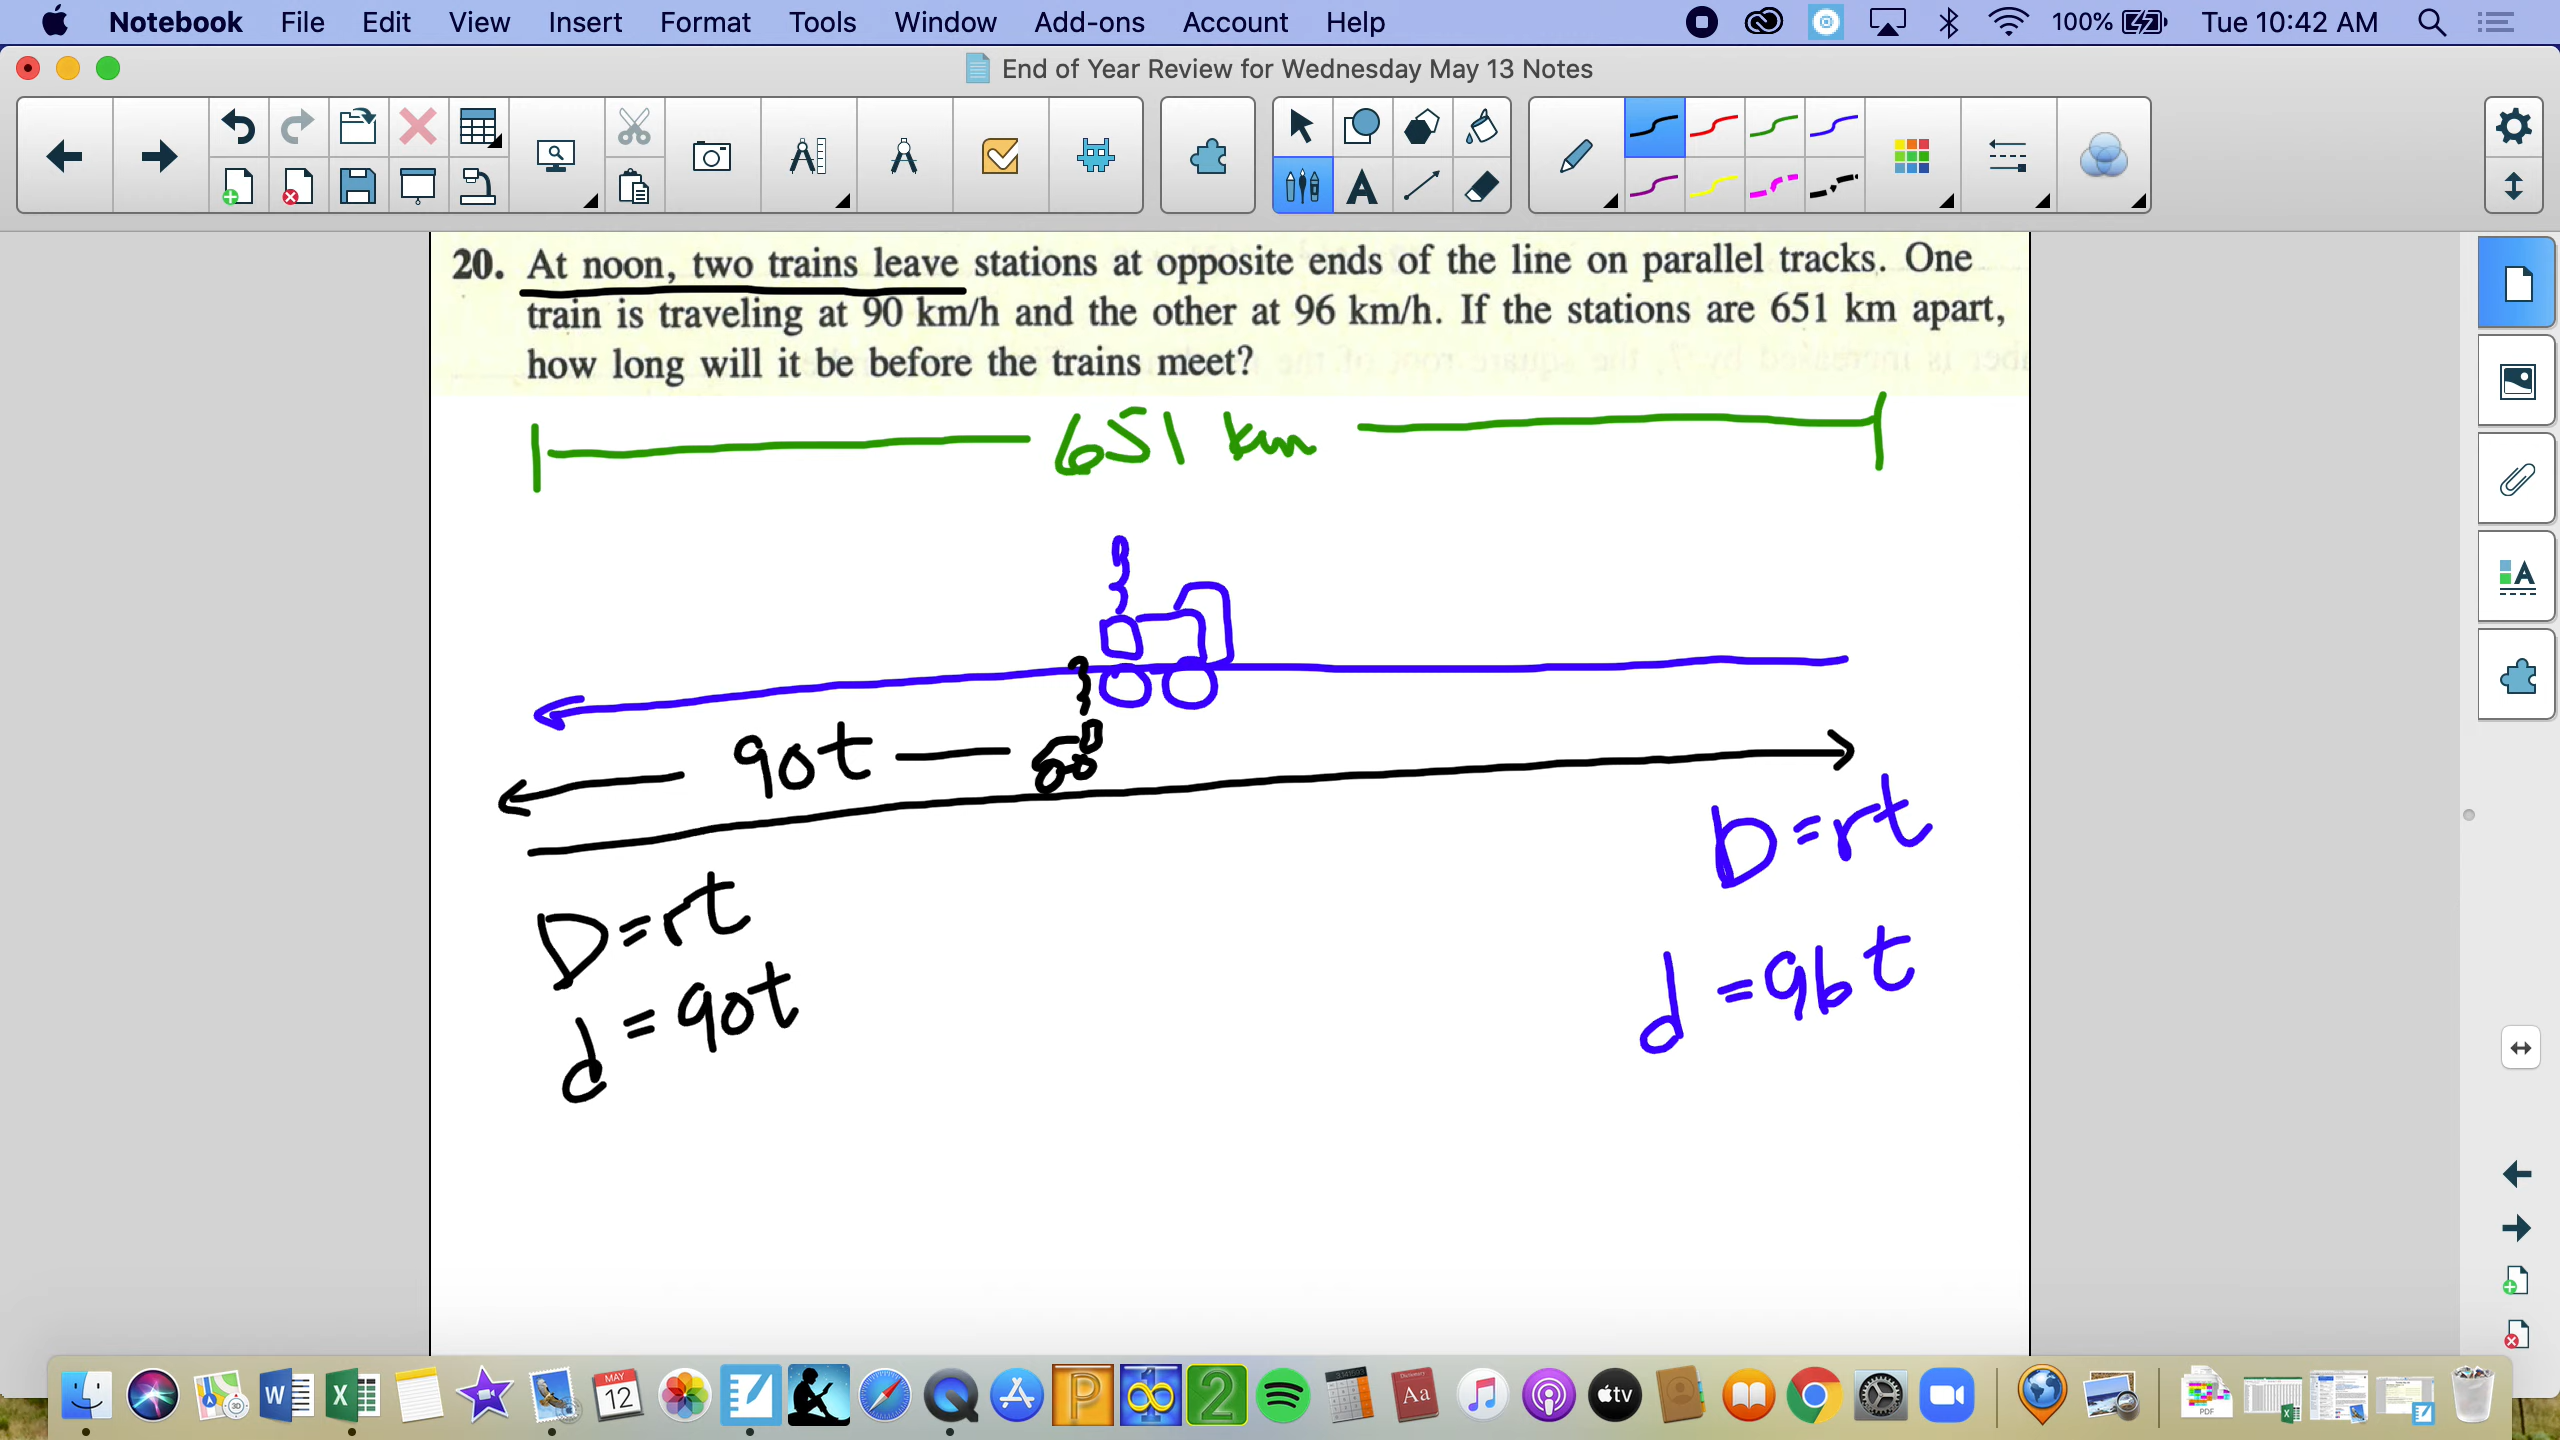 Notebook File Edit View Insert Format Tools Window Add-ons Account Help 100% Tue 10:42 AM
End of Year Review for Wednesday May 13 Notes
20. At noon, two trains leave stations at opposite ends of the line on parallel tracks. One
train is traveling at 90 km/h and the other at 96 km/h. If the stations are 651 km apart,
how long will it be before the trains meet?
651 km
90t
D=rt
d=96t
D=rt
d=90t
MAY
12